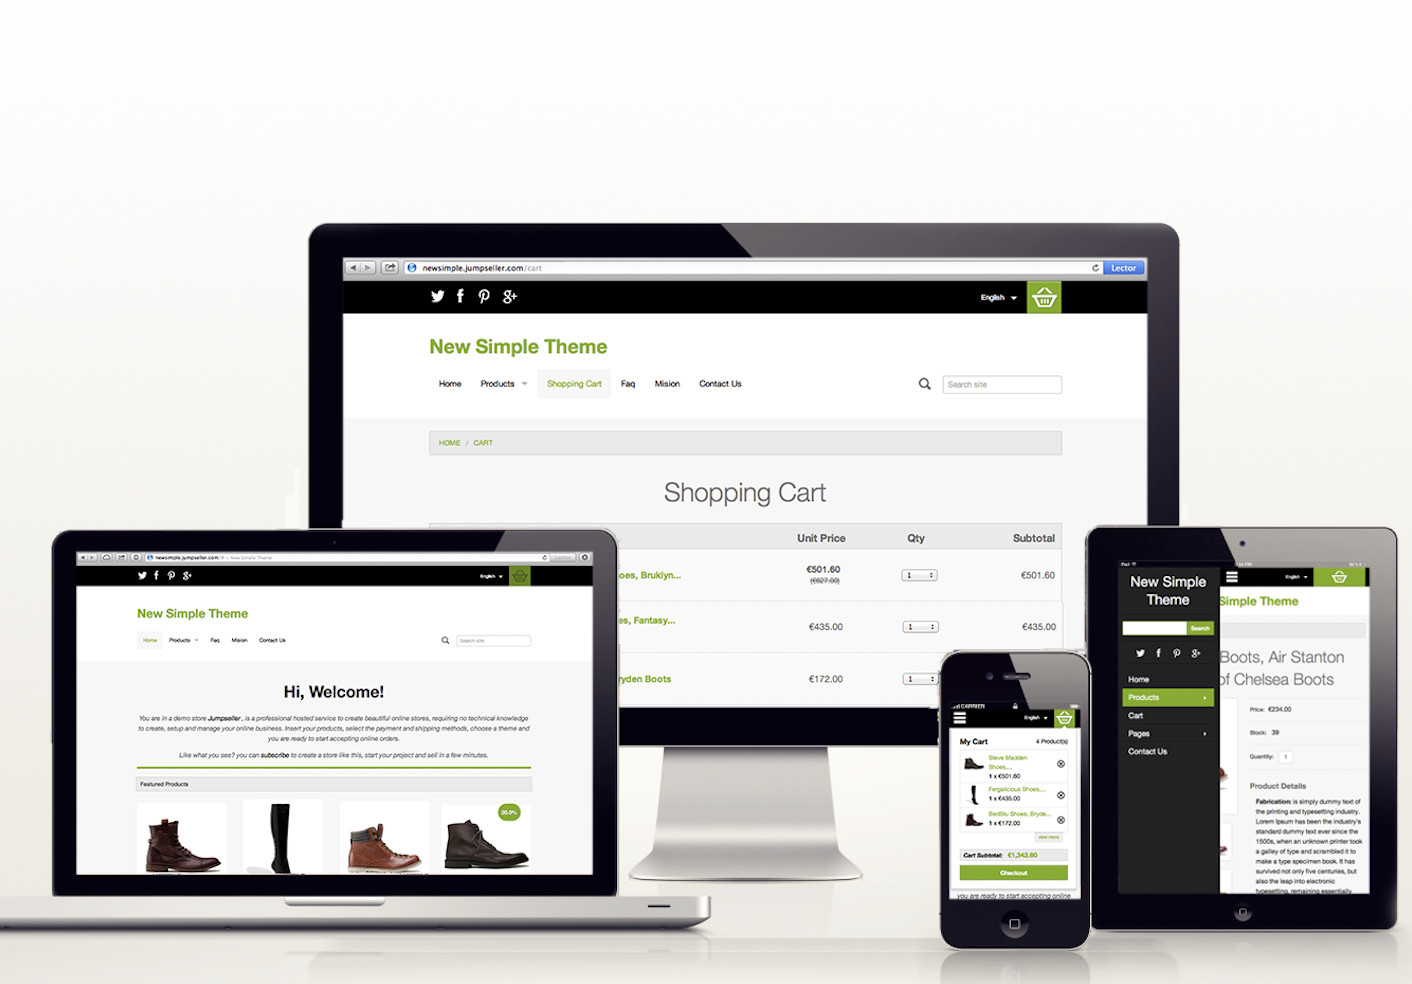 newsimple.jumpseller.com/cart
Lector
English
New Simple Theme
Home Products Shopping Cart Faq Mision Contact Us
Search site
HOME / CART
Shopping Cart
Unit Price Qty Subtotal
oes, Bruklyn... €501.60 1 €501.60
(€627.00)
es, Fantasy... €435.00 1 €435.00
ryden Boots €172.00 1
newsimple.jumpseller.com/
New Simple Theme
English
New Simple Theme
Home Products Faq Mision Contact Us
Search site
Hi, Welcome!
You are in a demo store Jumpseller, is a professional hosted service to create beautiful online stores, requiring no technical knowledge
to create, setup and manage your online business. Insert your products, select the payment and shipping methods, choose a theme and
you are ready to start accepting online orders.
Like what you see? you can subscribe to create a store like this, start your project and sell in a few minutes.
Featured Products
20.0%
CARRIER
English
My Cart 4 Product(s)
Steve Madden
Shoes,...
1 x €501.60
Fergalicious Shoes,...
1 x €435.00
BedStu Shoes, Bryde...
1 x €172.00
view more
Cart Subtotal: €1,342.60
Checkout
you are ready to start accepting online
iPad
New Simple
Theme
Search
Home
Products
Cart
Pages
Contact Us
English
Simple Theme
Boots, Air Stanton
of Chelsea Boots
Price: €234.00
Stock: 39
Quantity: 1
Product Details
Fabrication: is simply dummy text of
the printing and typesetting industry.
Lorem Ipsum has been the industry's
standard dummy text ever since the
1500s, when an unknown printer took
a galley of type and scrambled it to
make a type specimen book. It has
survived not only five centuries, but
also the leap into electronic
typesetting, remaining essentially